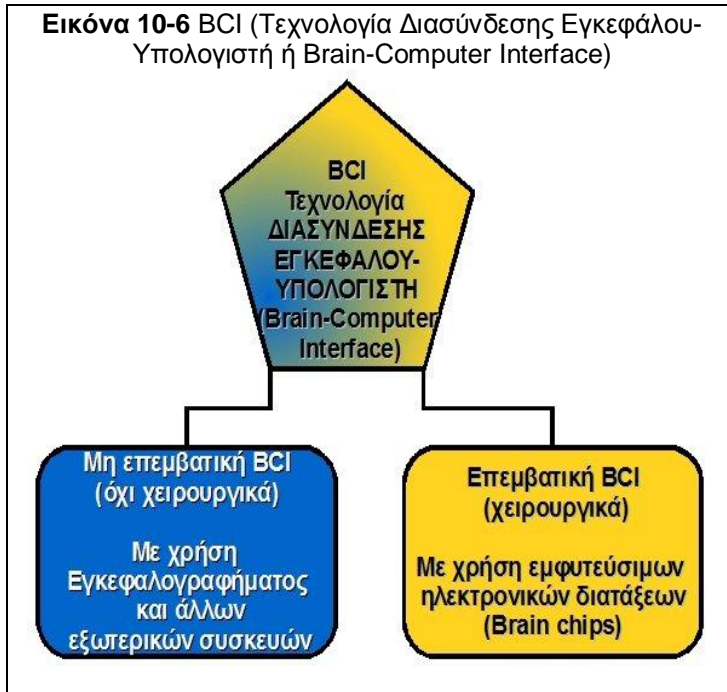 Εικόνα 10-6 BCI (Τεχνολογία Διασύνδεσης Εγκεφάλου-
Υπολογιστή ή Brain-Computer Interface)
BCI
Τεχνολογία
ΔΙΑΣΥΝΔΕΣΗΣ
ΕΓΚΕΦΑΛΟΥ-
ΥΠΟΛΟΓΙΣΤΗ
(Brain-Computer
Interface)
Μη επεμβατική BCI
(όχι χειρουργικά)
Με χρήση
Εγκεφαλογραφήματος
και άλλων
εξωτερικών συσκευών
Επεμβατική BCI
(χειρουργικά)
Με χρήση εμφυτεύσιμων
ηλεκτρονικών διατάξεων
(Brain chips)